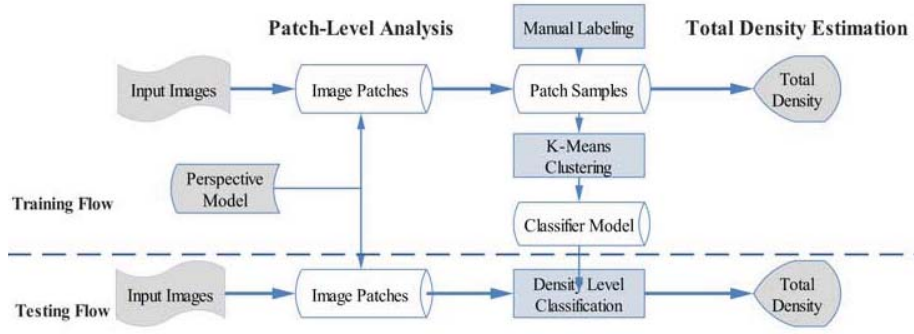 Patch-Level Analysis
Manual Labeling
Total Density Estimation
Input Images
Image Patches
Patch Samples
Total
Density
K-Means
Clustering
Perspective
Model
Training Flow
Classifier Model
Testing Flow
Input Images
Image Patches
Density Level
Classification
Total
Density